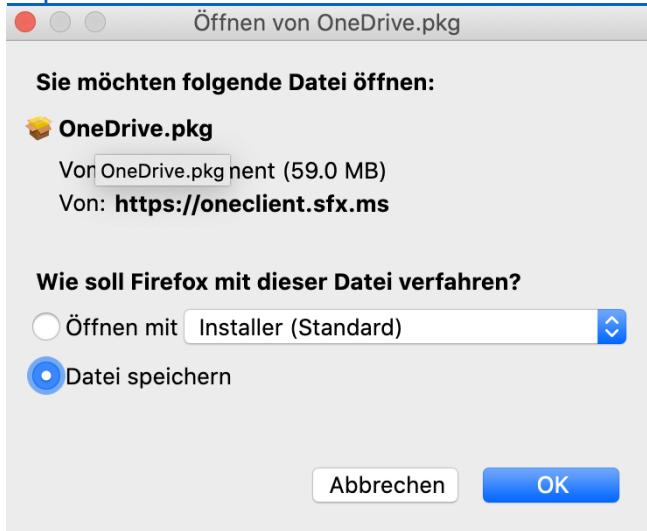 Öffnen von OneDrive.pkg
Sie möchten folgende Datei öffnen:
OneDrive.pkg
Vom OneDrive.pkg nent (59.0 MB)
Von: https://oneclient.sfx.ms
Wie soll Firefox mit dieser Datei verfahren?
Öffnen mit Installer (Standard)
Datei speichern
Abbrechen OK